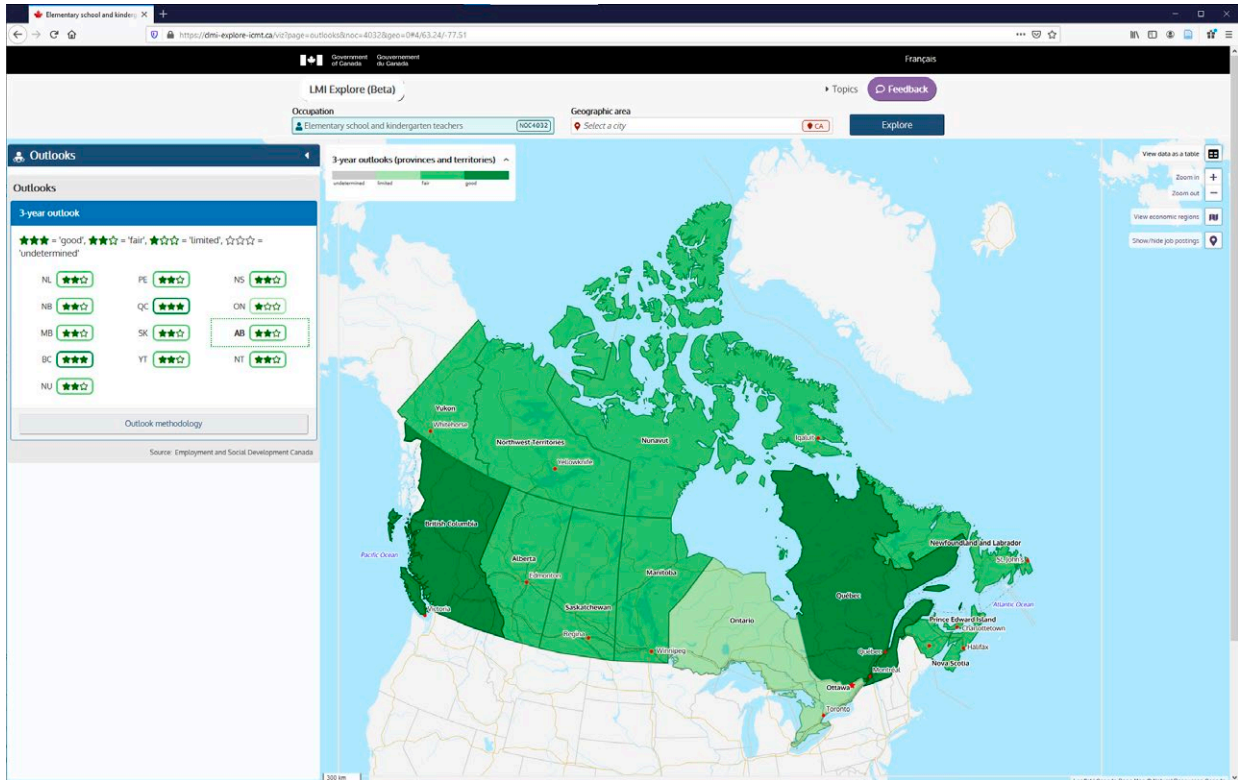 Elementary school and kinderg
https://dmi-explore-icmt.ca/viz?page=outlooks&noc=4032&geo=0#4/63.24/-77.51
Government of Canada
Gouvernement du Canada
Français
LMI Explore (Beta)
Topics
Feedback
Occupation
Elementary school and kindergarten teachers
NOC4032
Geographic area
Select a city
CA
Explore
Outlooks
Outlooks
3-year outlook
★★★ = 'good', ★★☆ = 'fair', ★☆☆ = 'limited', ☆☆☆ =
'undetermined'
NL ★★☆ PE ★★☆ NS ★★☆
NB ★★☆ QC ★★★ ON ★☆☆
MB ★★☆ SK ★★☆ AB ★★☆
BC ★★★ YT ★★☆ NT ★★☆
NU ★★☆
Outlook methodology
Source: Employment and Social Development Canada
3-year outlooks (provinces and territories)
undetermined limited fair good
View data as a table
Zoom in
Zoom out
View economic regions
Show/hide job postings
Yukon
Whitehorse
Northwest Territories
Yellowknife
Nunavut
Iqaluit
British Columbia
Pacific Ocean
Alberta
Edmonton
Manitoba
Newfoundland and Labrador
St. John's
Saskatchewan
Québec
Atlantic Ocean
Victoria
Ontario
Prince Edward Island
Charlottetown
Regina
Winnipeg
Québec
Halifax
Nova Scotia
Montréal
Ottawa
Toronto
300 km